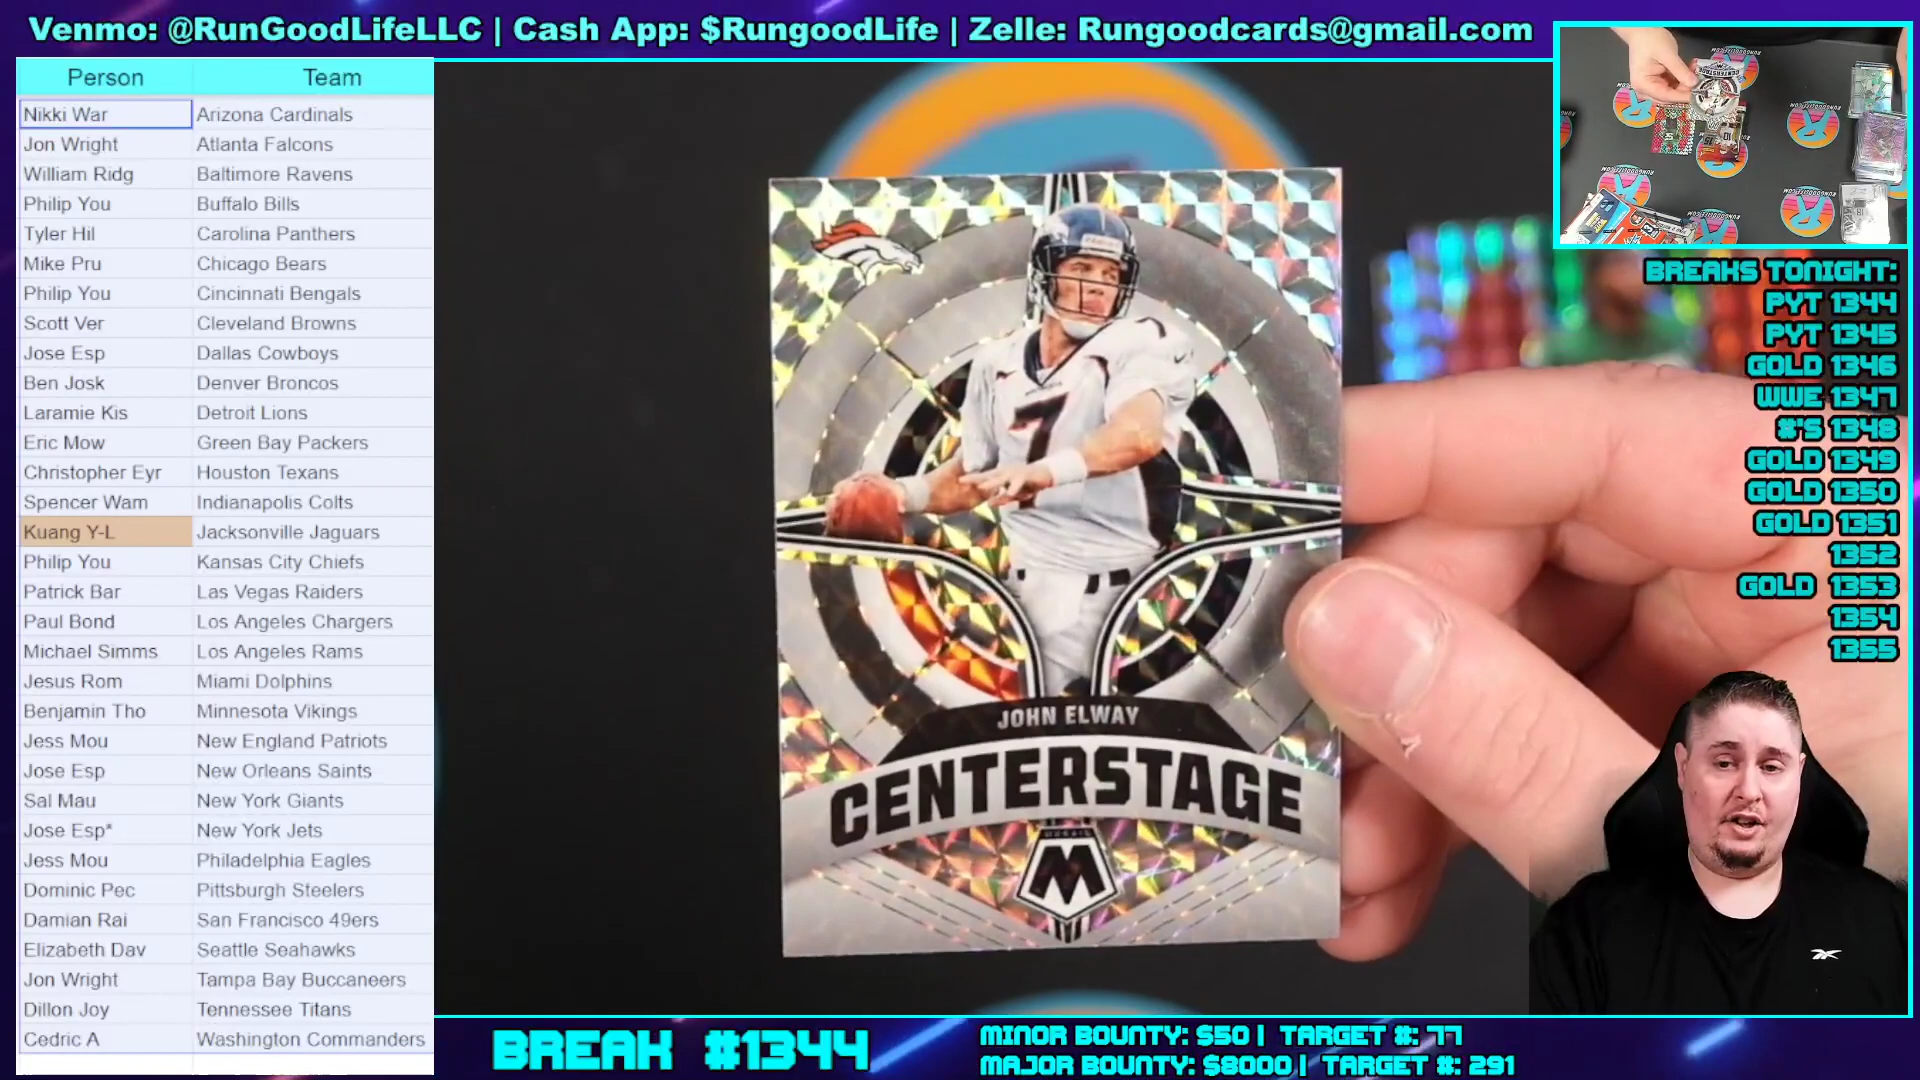 Venmo: @RunGoodLifeLLC | Cash App: $RungoodLife | Zelle: Rungoodcards@gmail.com
Person Team
Nikki War Arizona Cardinals
Jon Wright Atlanta Falcons
William Ridg Baltimore Ravens
Philip You Buffalo Bills
Tyler Hil Carolina Panthers
Mike Pru Chicago Bears
Philip You Cincinnati Bengals
Scott Ver Cleveland Browns
Jose Esp Dallas Cowboys
Ben Josk Denver Broncos
Laramie Kis Detroit Lions
Eric Mow Green Bay Packers
Christopher Eyr Houston Texans
Spencer Wam Indianapolis Colts
Kuang Y-L Jacksonville Jaguars
Philip You Kansas City Chiefs
Patrick Bar Las Vegas Raiders
Paul Bond Los Angeles Chargers
Michael Simms Los Angeles Rams
Jesus Rom Miami Dolphins
Benjamin Tho Minnesota Vikings
Jess Mou New England Patriots
Jose Esp New Orleans Saints
Sal Mau New York Giants
Jose Esp* New York Jets
Jess Mou Philadelphia Eagles
Dominic Pec Pittsburgh Steelers
Damian Rai San Francisco 49ers
Elizabeth Dav Seattle Seahawks
Jon Wright Tampa Bay Buccaneers
Dillon Joy Tennessee Titans
Cedric A Washington Commanders
7
7
JOHN ELWAY
CENTERSTAGE
MOSAIC
M
CENTERSTAGE
BREAKS TONIGHT:
PYT 1344
PYT 1345
GOLD 1346
WWE 1347
#'S 1348
GOLD 1349
GOLD 1350
GOLD 1351
1352
GOLD 1353
1354
1355
BREAK #1344
MINOR BOUNTY: $50 | TARGET #: 77
MAJOR BOUNTY: $8000 | TARGET #: 291